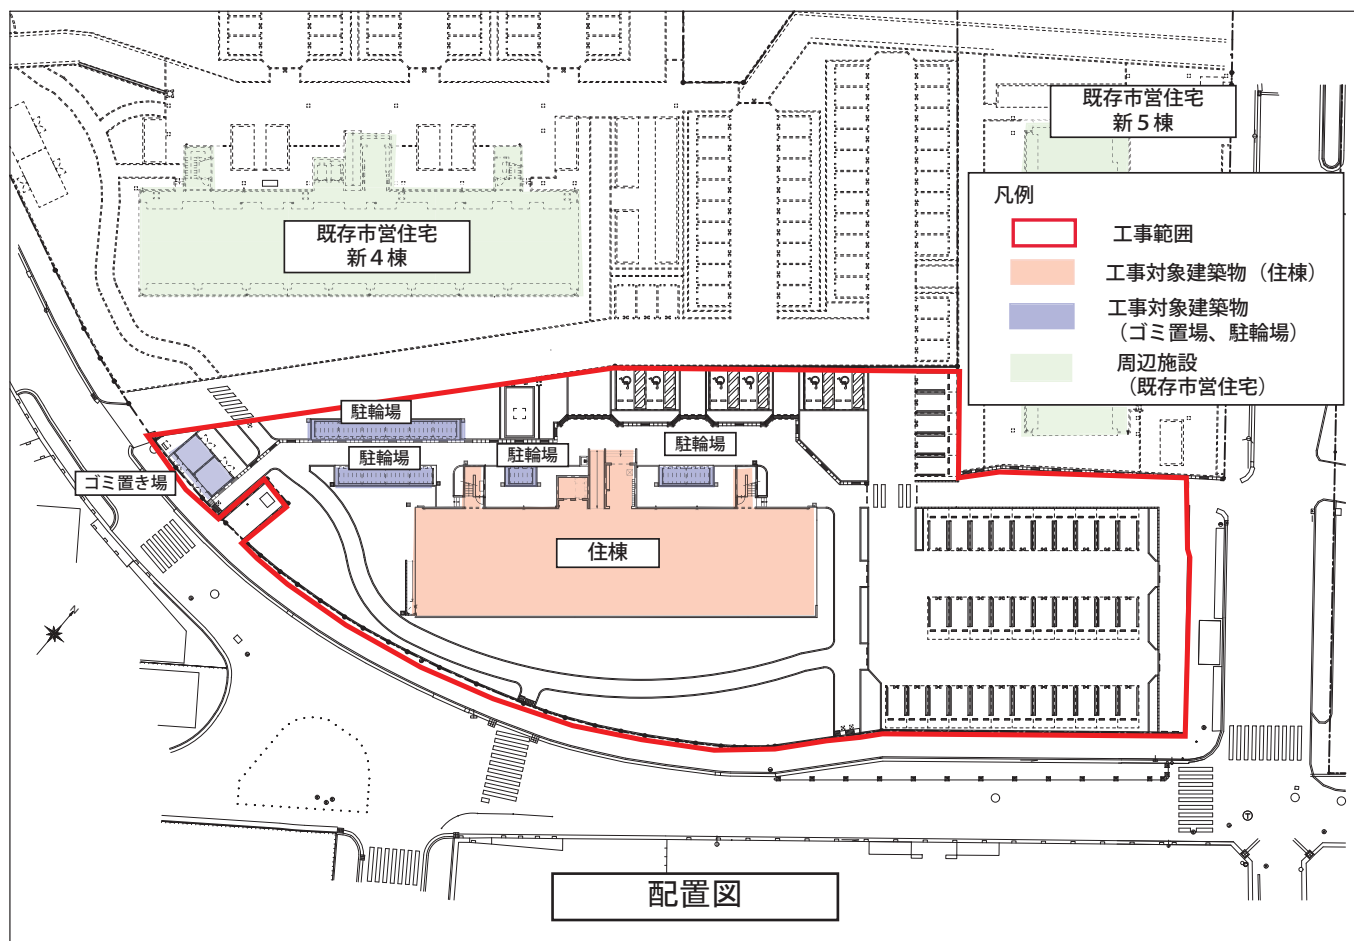 既存市営住宅
新５棟
凡例
工事範囲
工事対象建築物（住棟）
工事対象建築物
（ゴミ置場、駐輪場）
周辺施設
（既存市営住宅）
既存市営住宅
新４棟
駐輪場
駐輪場
駐輪場
駐輪場
ゴミ置き場
住棟
N
配置図